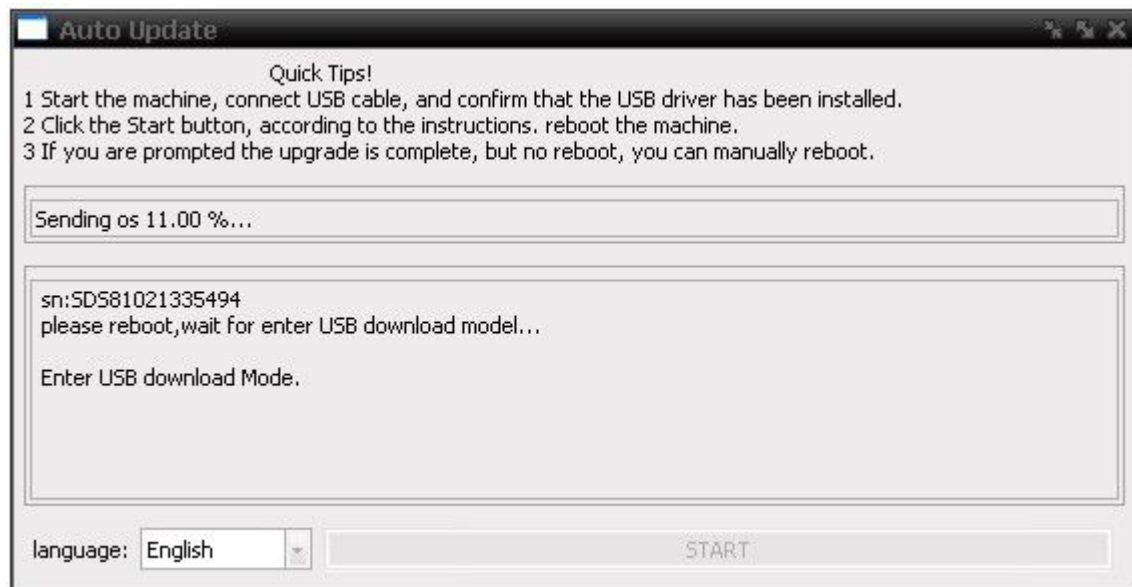 Auto Update
Quick Tips!
1 Start the machine, connect USB cable, and confirm that the USB driver has been installed.
2 Click the Start button, according to the instructions. reboot the machine.
3 If you are prompted the upgrade is complete, but no reboot, you can manually reboot.
Sending os 11.00 %...
sn:SDS81021335494
please reboot,wait for enter USB download model...
Enter USB download Mode.
language: English START